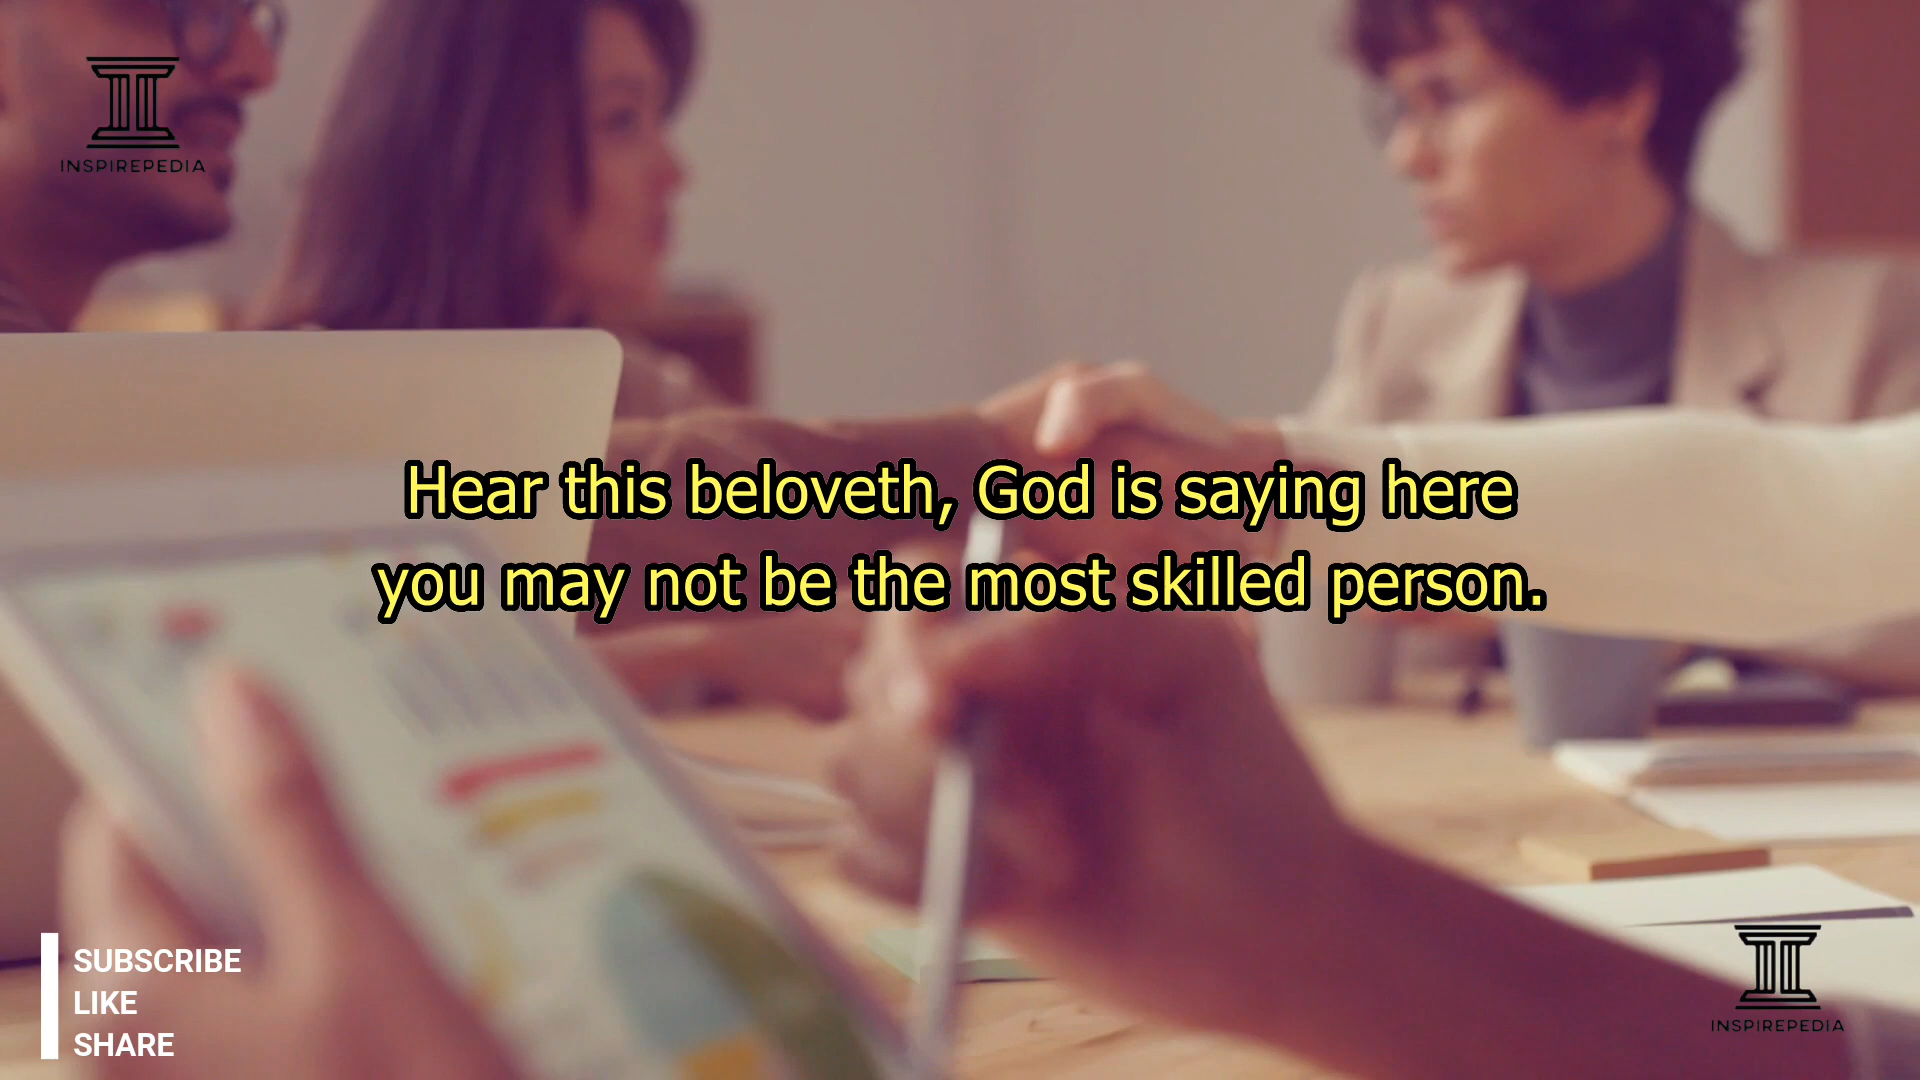 INSPIREPEDIA
Hear this beloveth, God is saying here
you may not be the most skilled person.
SUBSCRIBE
LIKE
SHARE
INSPIREPEDIA